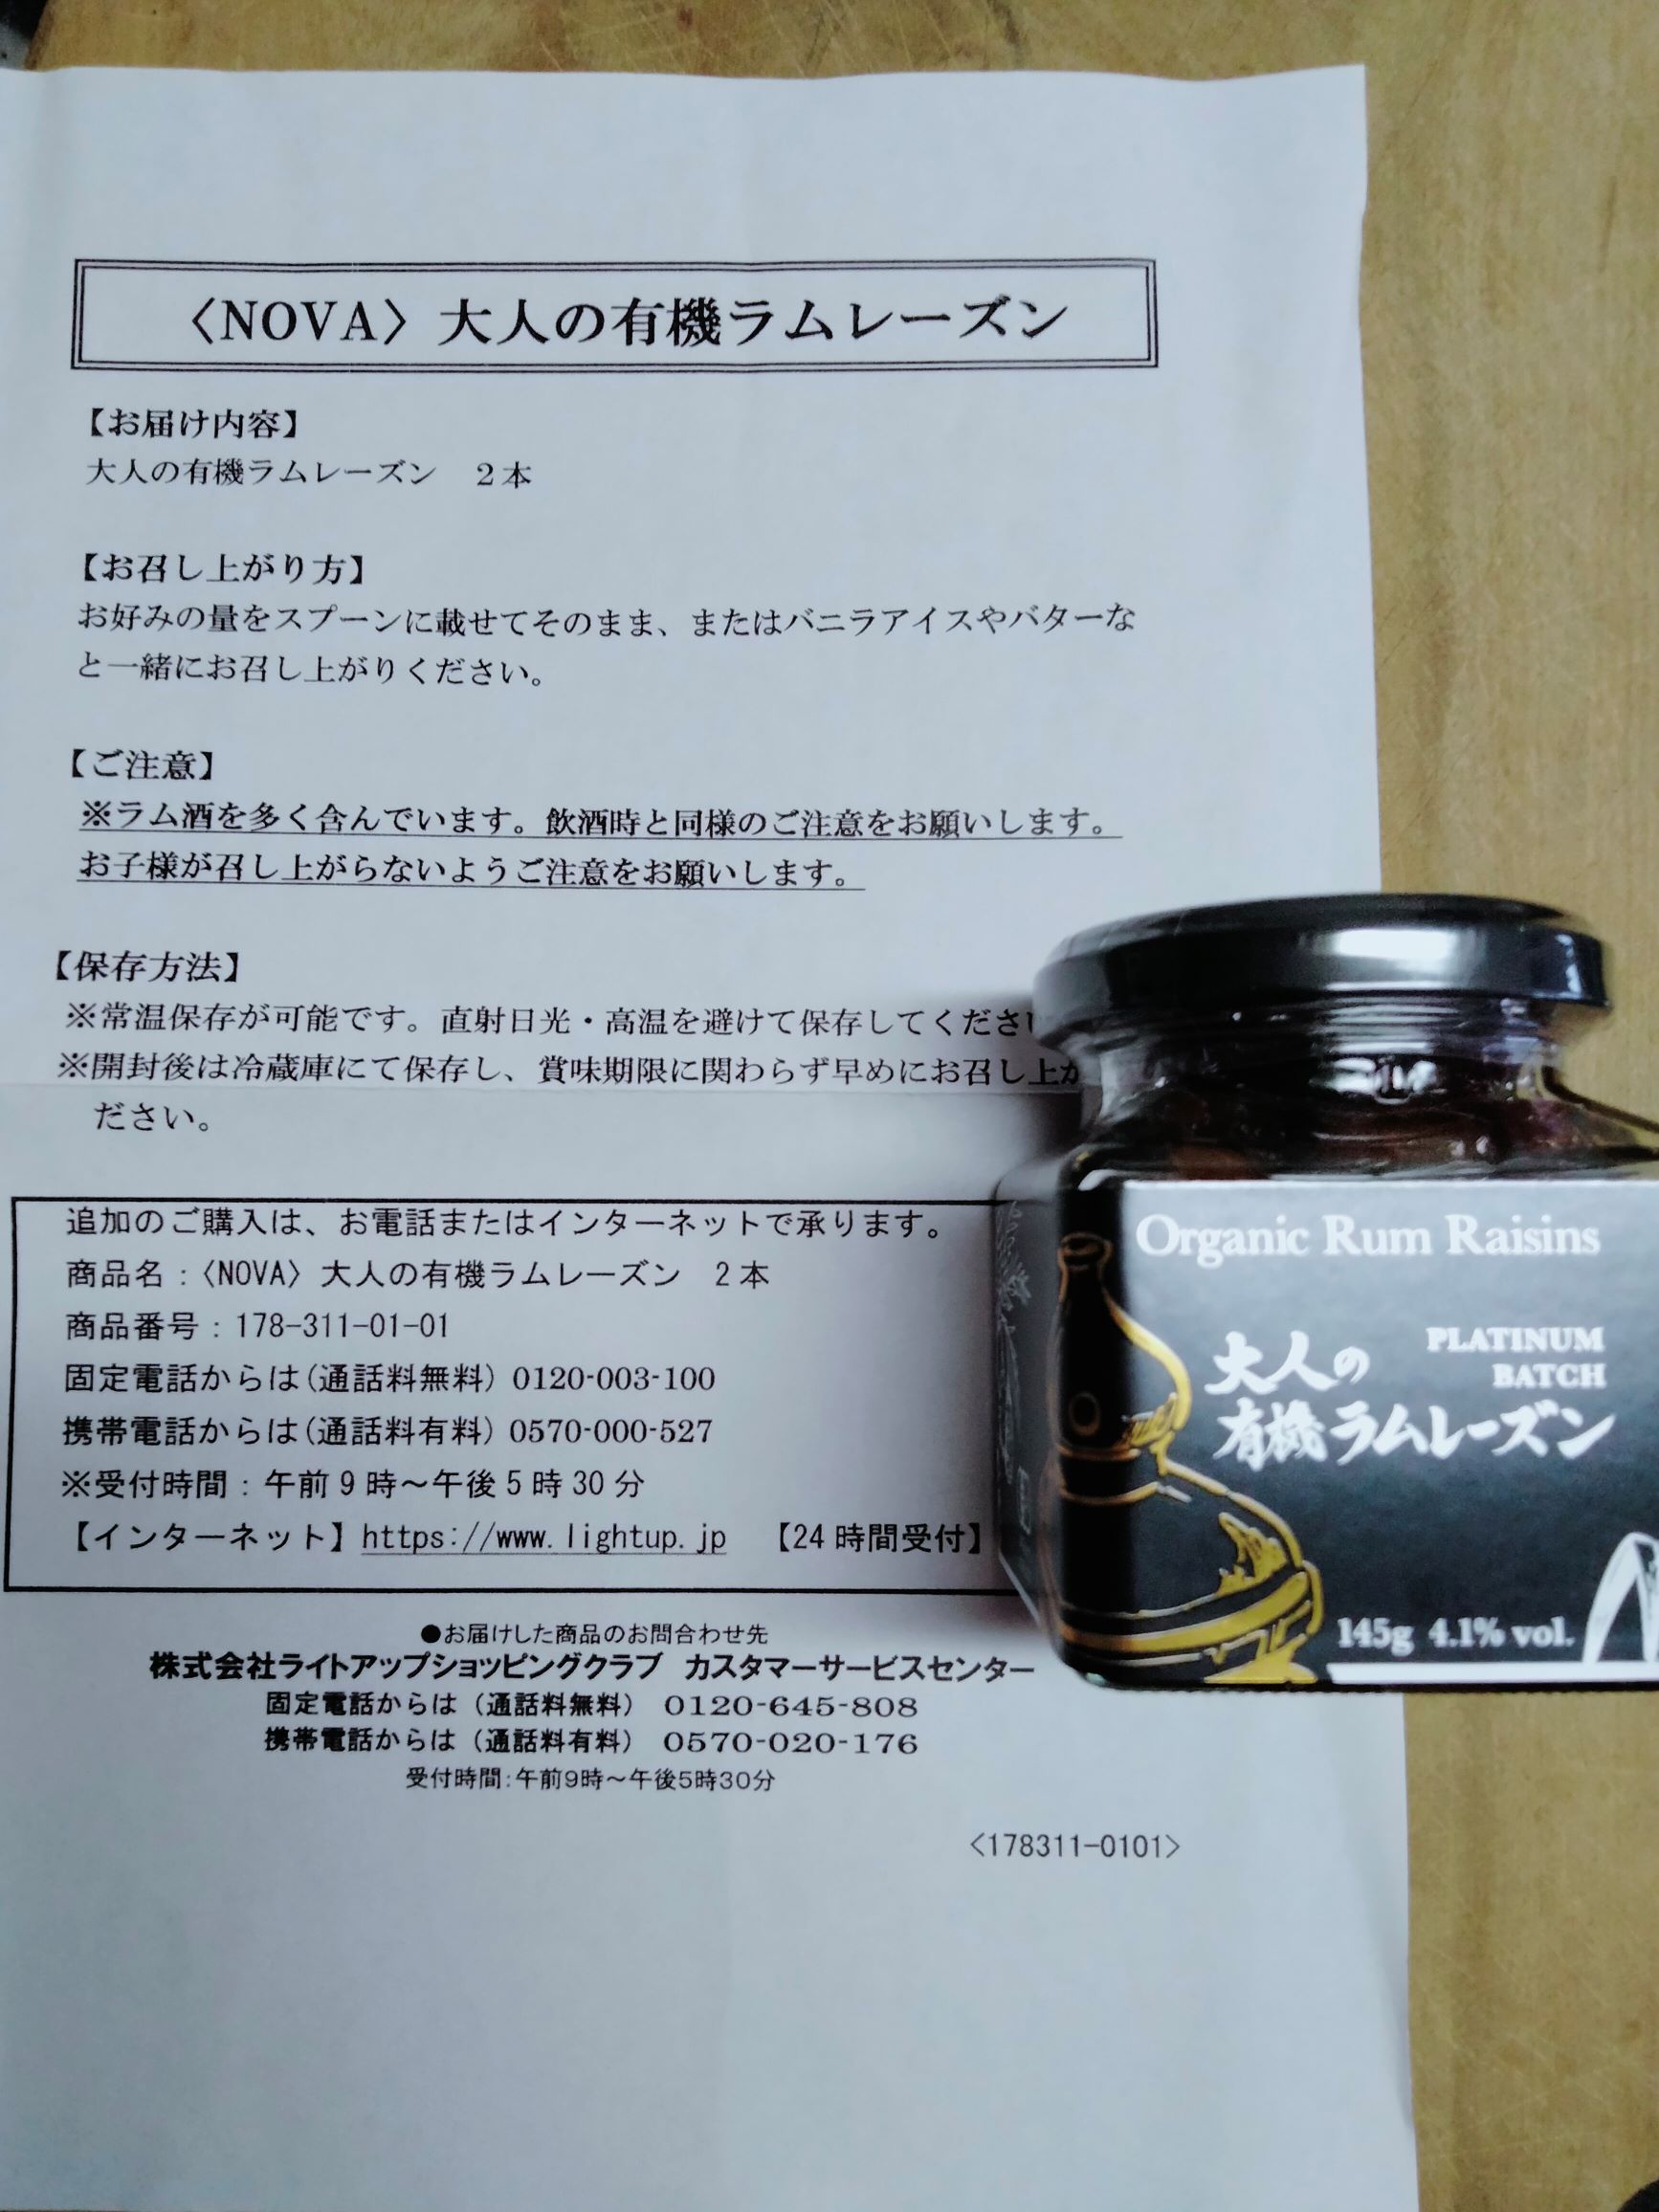 〈NOVA〉大人の有機ラムレーズン
【お届け内容】
大人の有機ラムレーズン　2本
【お召し上がり方】
お好みの量をスプーンに載せてそのまま、またはバニラアイスやバターな
と一緒にお召し上がりください。
【ご注意】
※ラム酒を多く含んでいます。飲酒時と同様のご注意をお願いします。
お子様が召し上がらないようご注意をお願いします。
【保存方法】
※常温保存が可能です。直射日光・高温を避けて保存してくださ
※開封後は冷蔵庫にて保存し、賞味期限に関わらず早めにお召し上が
ださい。
追加のご購入は、お電話またはインターネットで承ります。
商品名：〈NOVA〉大人の有機ラムレーズン　2本
商品番号：178-311-01-01
固定電話からは(通話料無料) 0120-003-100
携帯電話からは(通話料有料) 0570-000-527
※受付時間：午前9時～午後5時30分
【インターネット】https://www.lightup.jp　【24時間受付】
●お届けした商品のお問合わせ先
株式会社ライトアップショッピングクラブ　カスタマーサービスセンター
固定電話からは（通話料無料）　0120-645-808
携帯電話からは（通話料有料）　0570-020-176
受付時間：午前9時～午後5時30分
<178311-0101>
Organic Rum Raisins
大人の
有機ラムレーズン
PLATINUM
BATCH
145g 4.1% vol.